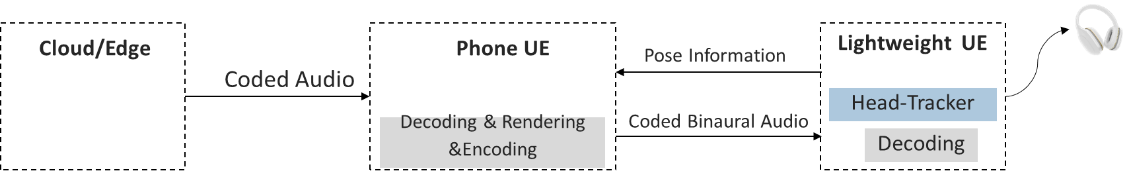 Cloud/Edge
Coded Audio
Phone UE
Decoding & Rendering
&Encoding
Pose Information
Coded Binaural Audio
Lightweight UE
Head-Tracker
Decoding